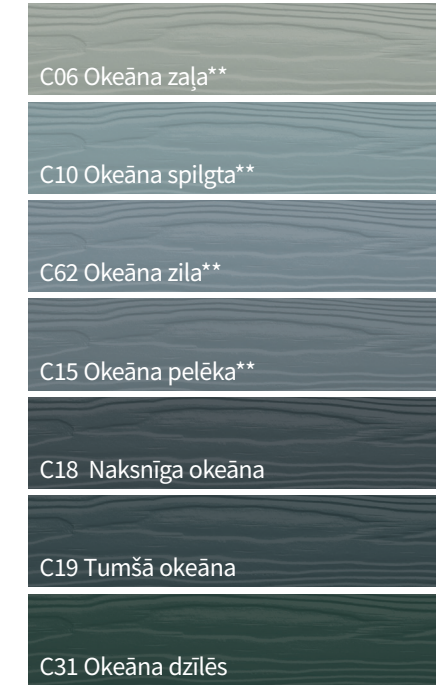 C06 Okeāna zaļa**
C10 Okeāna spilgta**
C62 Okeāna zila**
C15 Okeāna pelēka**
C18 Naksnīga okeāna
C19 Tumšā okeāna
C31 Okeāna dzīlēs